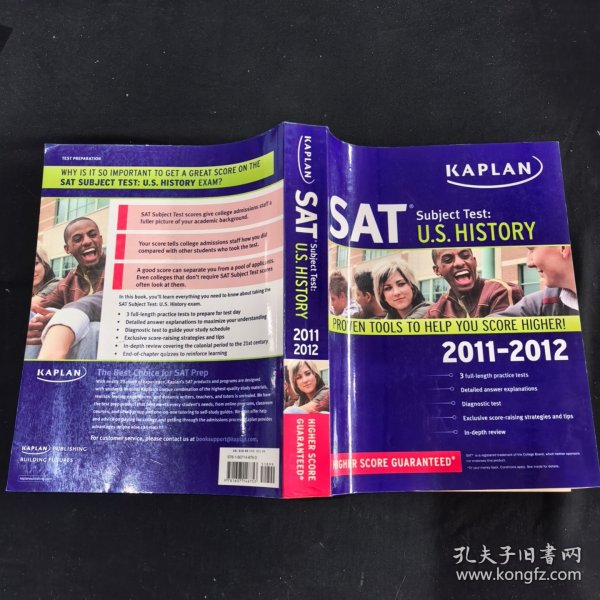 TEST PREPARATION
WHY IS IT SO IMPORTANT TO GET A GREAT SCORE ON THE
SAT SUBJECT TEST: U.S. HISTORY EXAM?
SAT Subject Test scores give college admissions staff a
fuller picture of your academic background.
Your score tells college admissions staff how you did
compared with other students who took the test.
A good score can separate you from a pool of applicants.
Even colleges that don't require SAT Subject Test scores
often look at them.
In this book, you'll learn everything you need to know about taking the
SAT Subject Test: U.S. History exam.
• 3 full-length practice tests to prepare for test day
• Detailed answer explanations to maximize your understanding
• Diagnostic test to guide your study schedule
• Exclusive score-raising strategies and tips
• In-depth review covering the colonial period to the 21st century
• End-of-chapter quizzes to reinforce learning
KAPLAN
The Best Choice for SAT Prep
For customer service, please contact us at booksupport@kaplan.com
KAPLAN PUBLISHING
BUILDING FUTURES
KAPLAN
SAT
Subject Test:
U.S. HISTORY
2011
2012
HIGHER SCORE
GUARANTEED*
KAPLAN
SAT®
Subject Test:
U.S. HISTORY
PROVEN TOOLS TO HELP YOU SCORE HIGHER!
2011–2012
3 full-length practice tests
Detailed answer explanations
Diagnostic test
Exclusive score-raising strategies and tips
In-depth review
HIGHER SCORE GUARANTEED*
孔夫子旧书网
www.kongfz.com